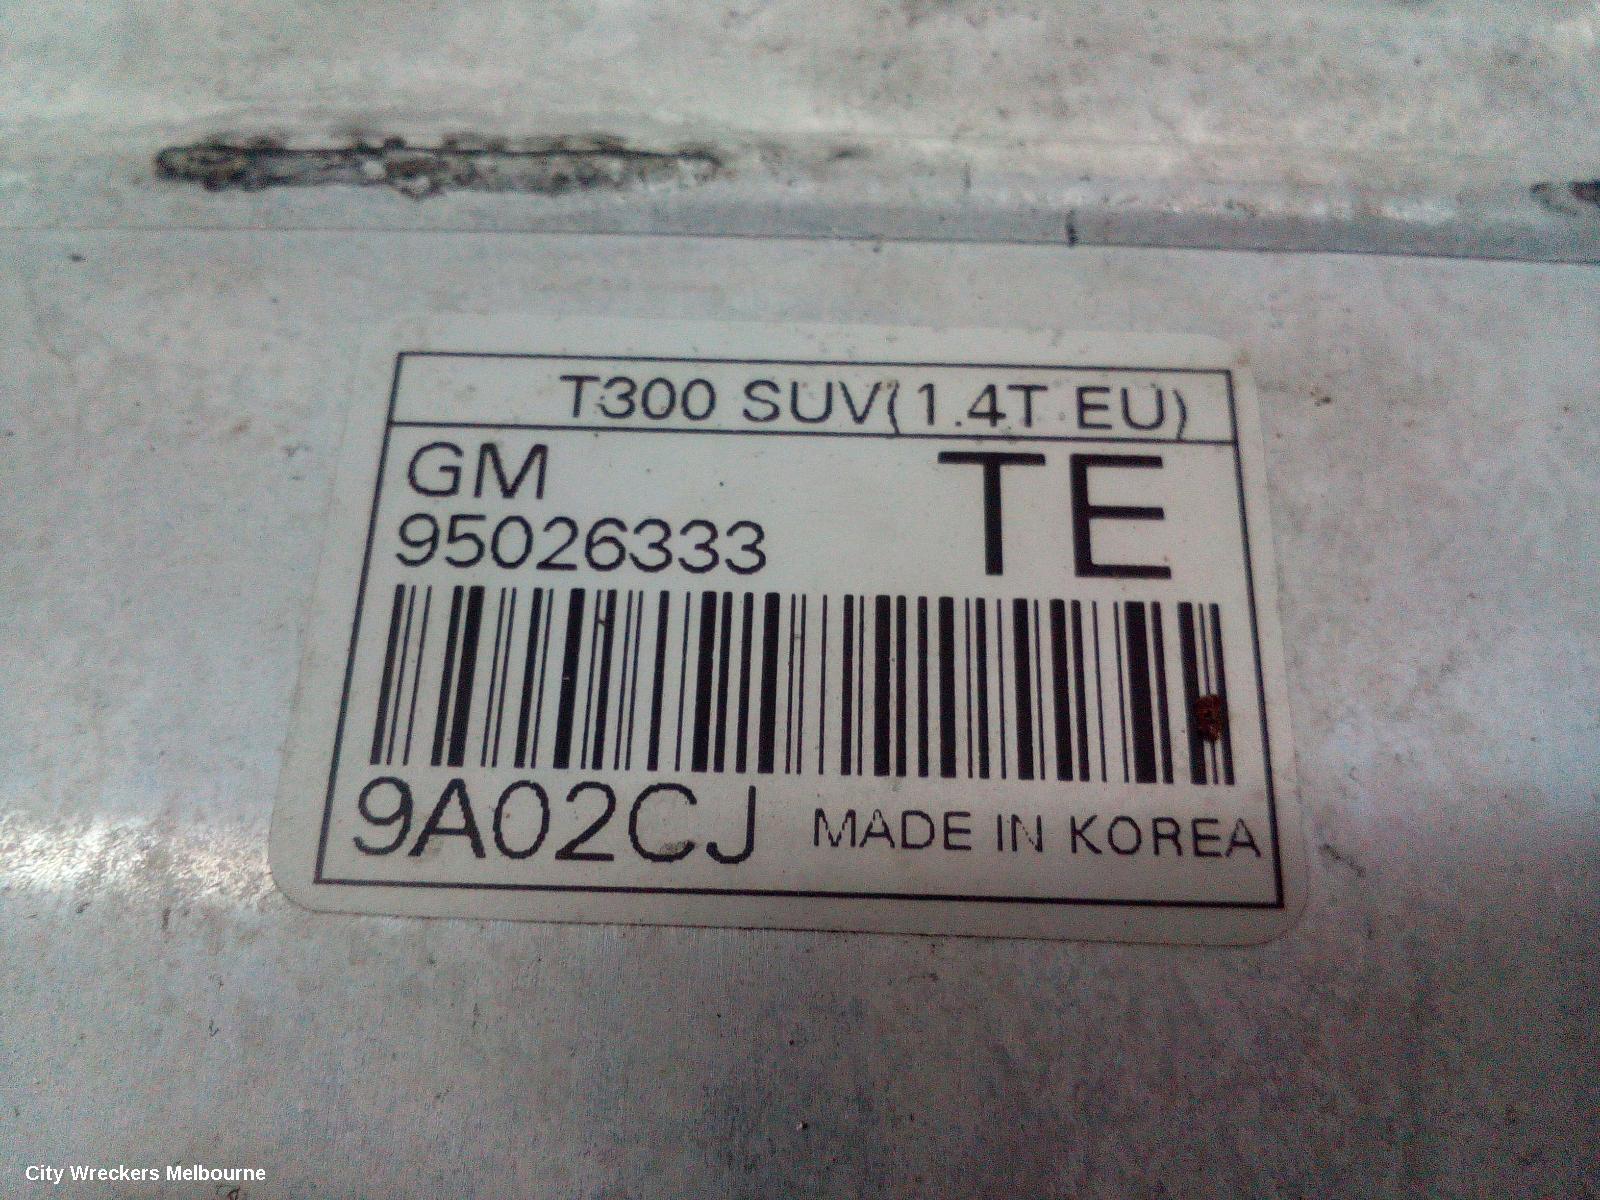 T300 SUV(1.4T EU)
GM
TE
95026333
9A02CJ MADE IN KOREA
City Wreckers Melbourne